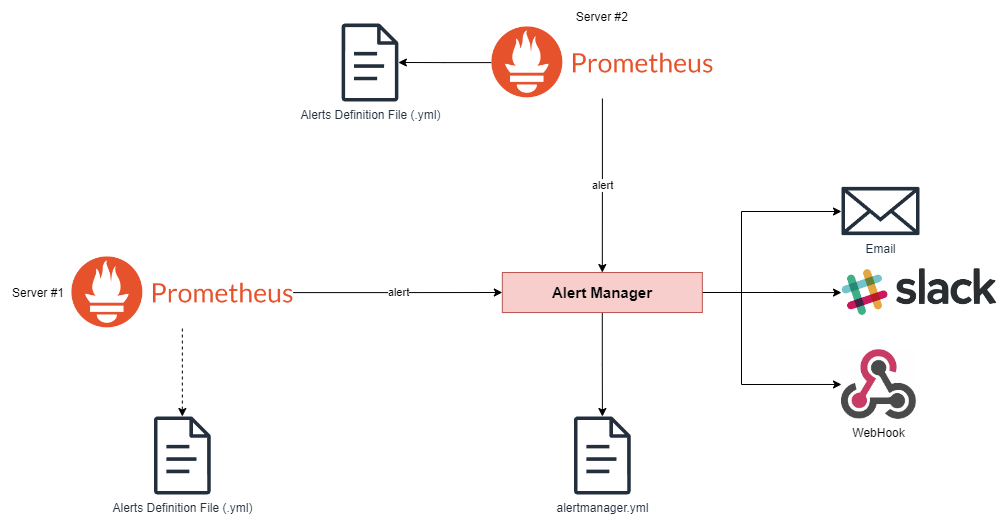 Server #2
Prometheus
Alerts Definition File (.yml)
alert
Email
Server #1
Prometheus
alert
Alert Manager
slack
WebHook
Alerts Definition File (.yml)
alertmanager.yml